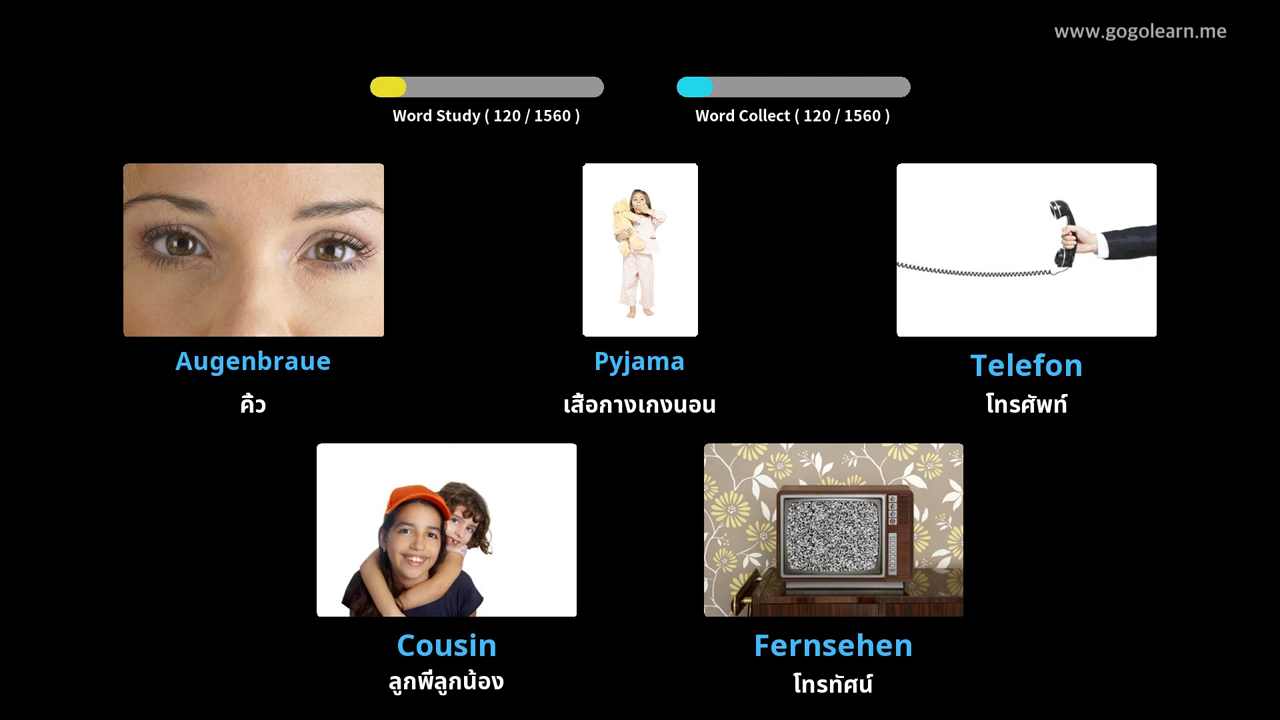 www.gogolearn.me
Word Study ( 120 / 1560 )
Word Collect ( 120 / 1560 )
Augenbraue
คิ้ว
Pyjama
เสื้อกางเกงนอน
Telefon
โทรศัพท์
Cousin
ลูกพี่ลูกน้อง
Fernsehen
โทรทัศน์